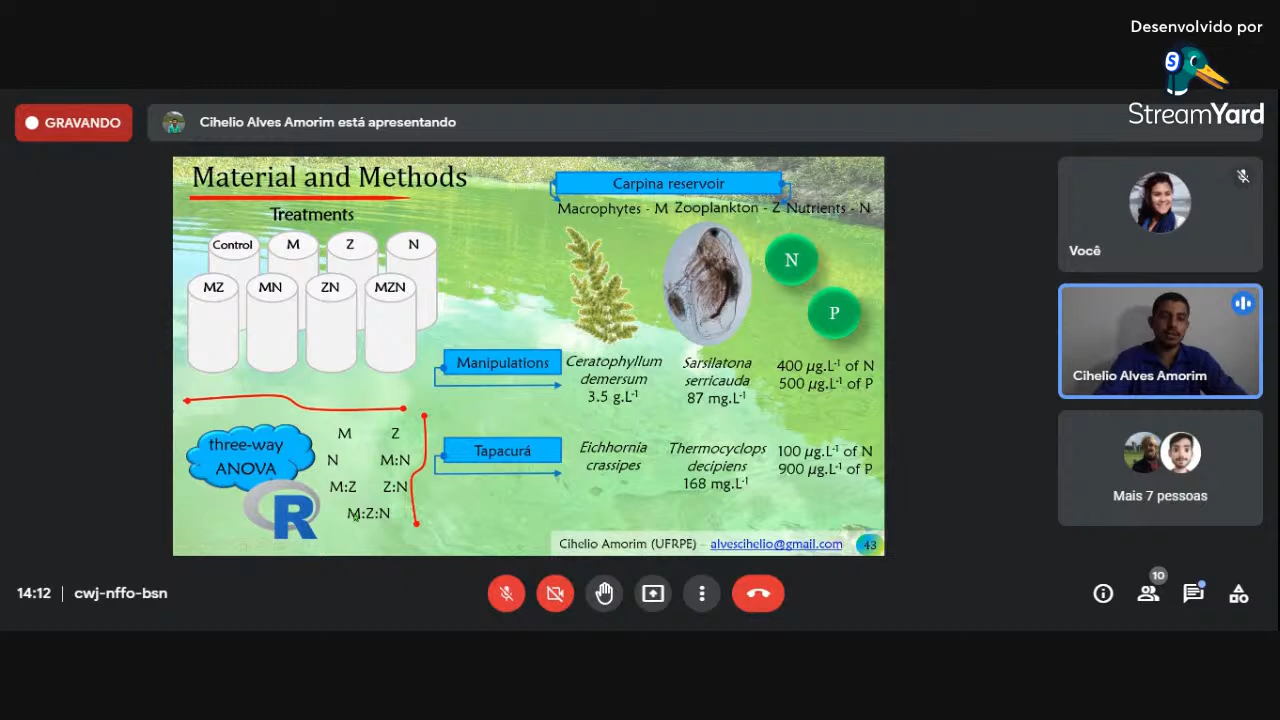 Desenvolvido por
S
StreamYard
GRAVANDO
Cihelio Alves Amorim está apresentando
Material and Methods
Treatments
Control M Z N
MZ MN ZN MZN
Carpina reservoir
Macrophytes - M Zooplankton - Z Nutrients - N
N
P
Manipulations
Ceratophyllum
demersum
3.5 g.L⁻¹
Sarsilatona
serricauda
87 mg.L⁻¹
400 µg.L⁻¹ of N
500 µg.L⁻¹ of P
three-way
ANOVA
R
M Z
N M:N
M:Z Z:N
M:Z:N
Tapacurá
Eichhornia
crassipes
Thermocyclops
decipiens
168 mg.L⁻¹
100 µg.L⁻¹ of N
900 µg.L⁻¹ of P
Cihelio Amorim (UFRPE) – alvescihelio@gmail.com 43
Você
Cihelio Alves Amorim
Mais 7 pessoas
14:12 | cwj-nffo-bsn
10